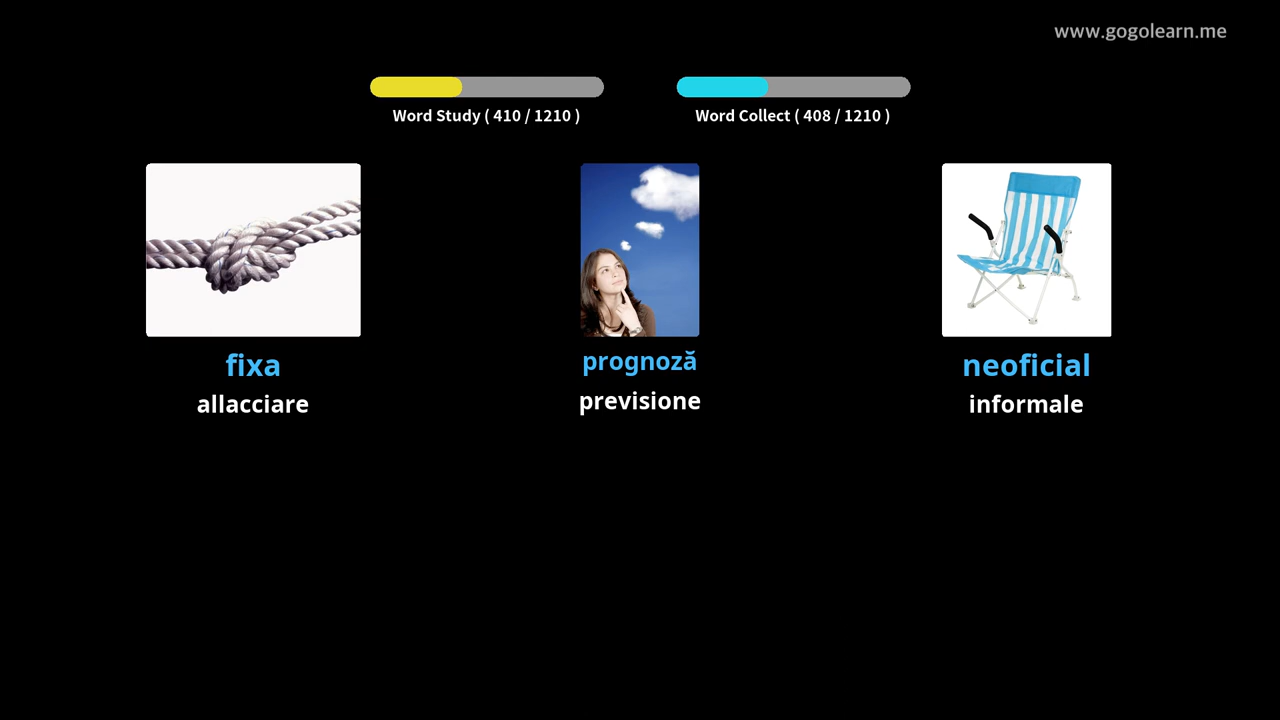 www.gogolearn.me
Word Study ( 410 / 1210 )
Word Collect ( 408 / 1210 )
fixa
allacciare
prognoză
previsione
neoficial
informale